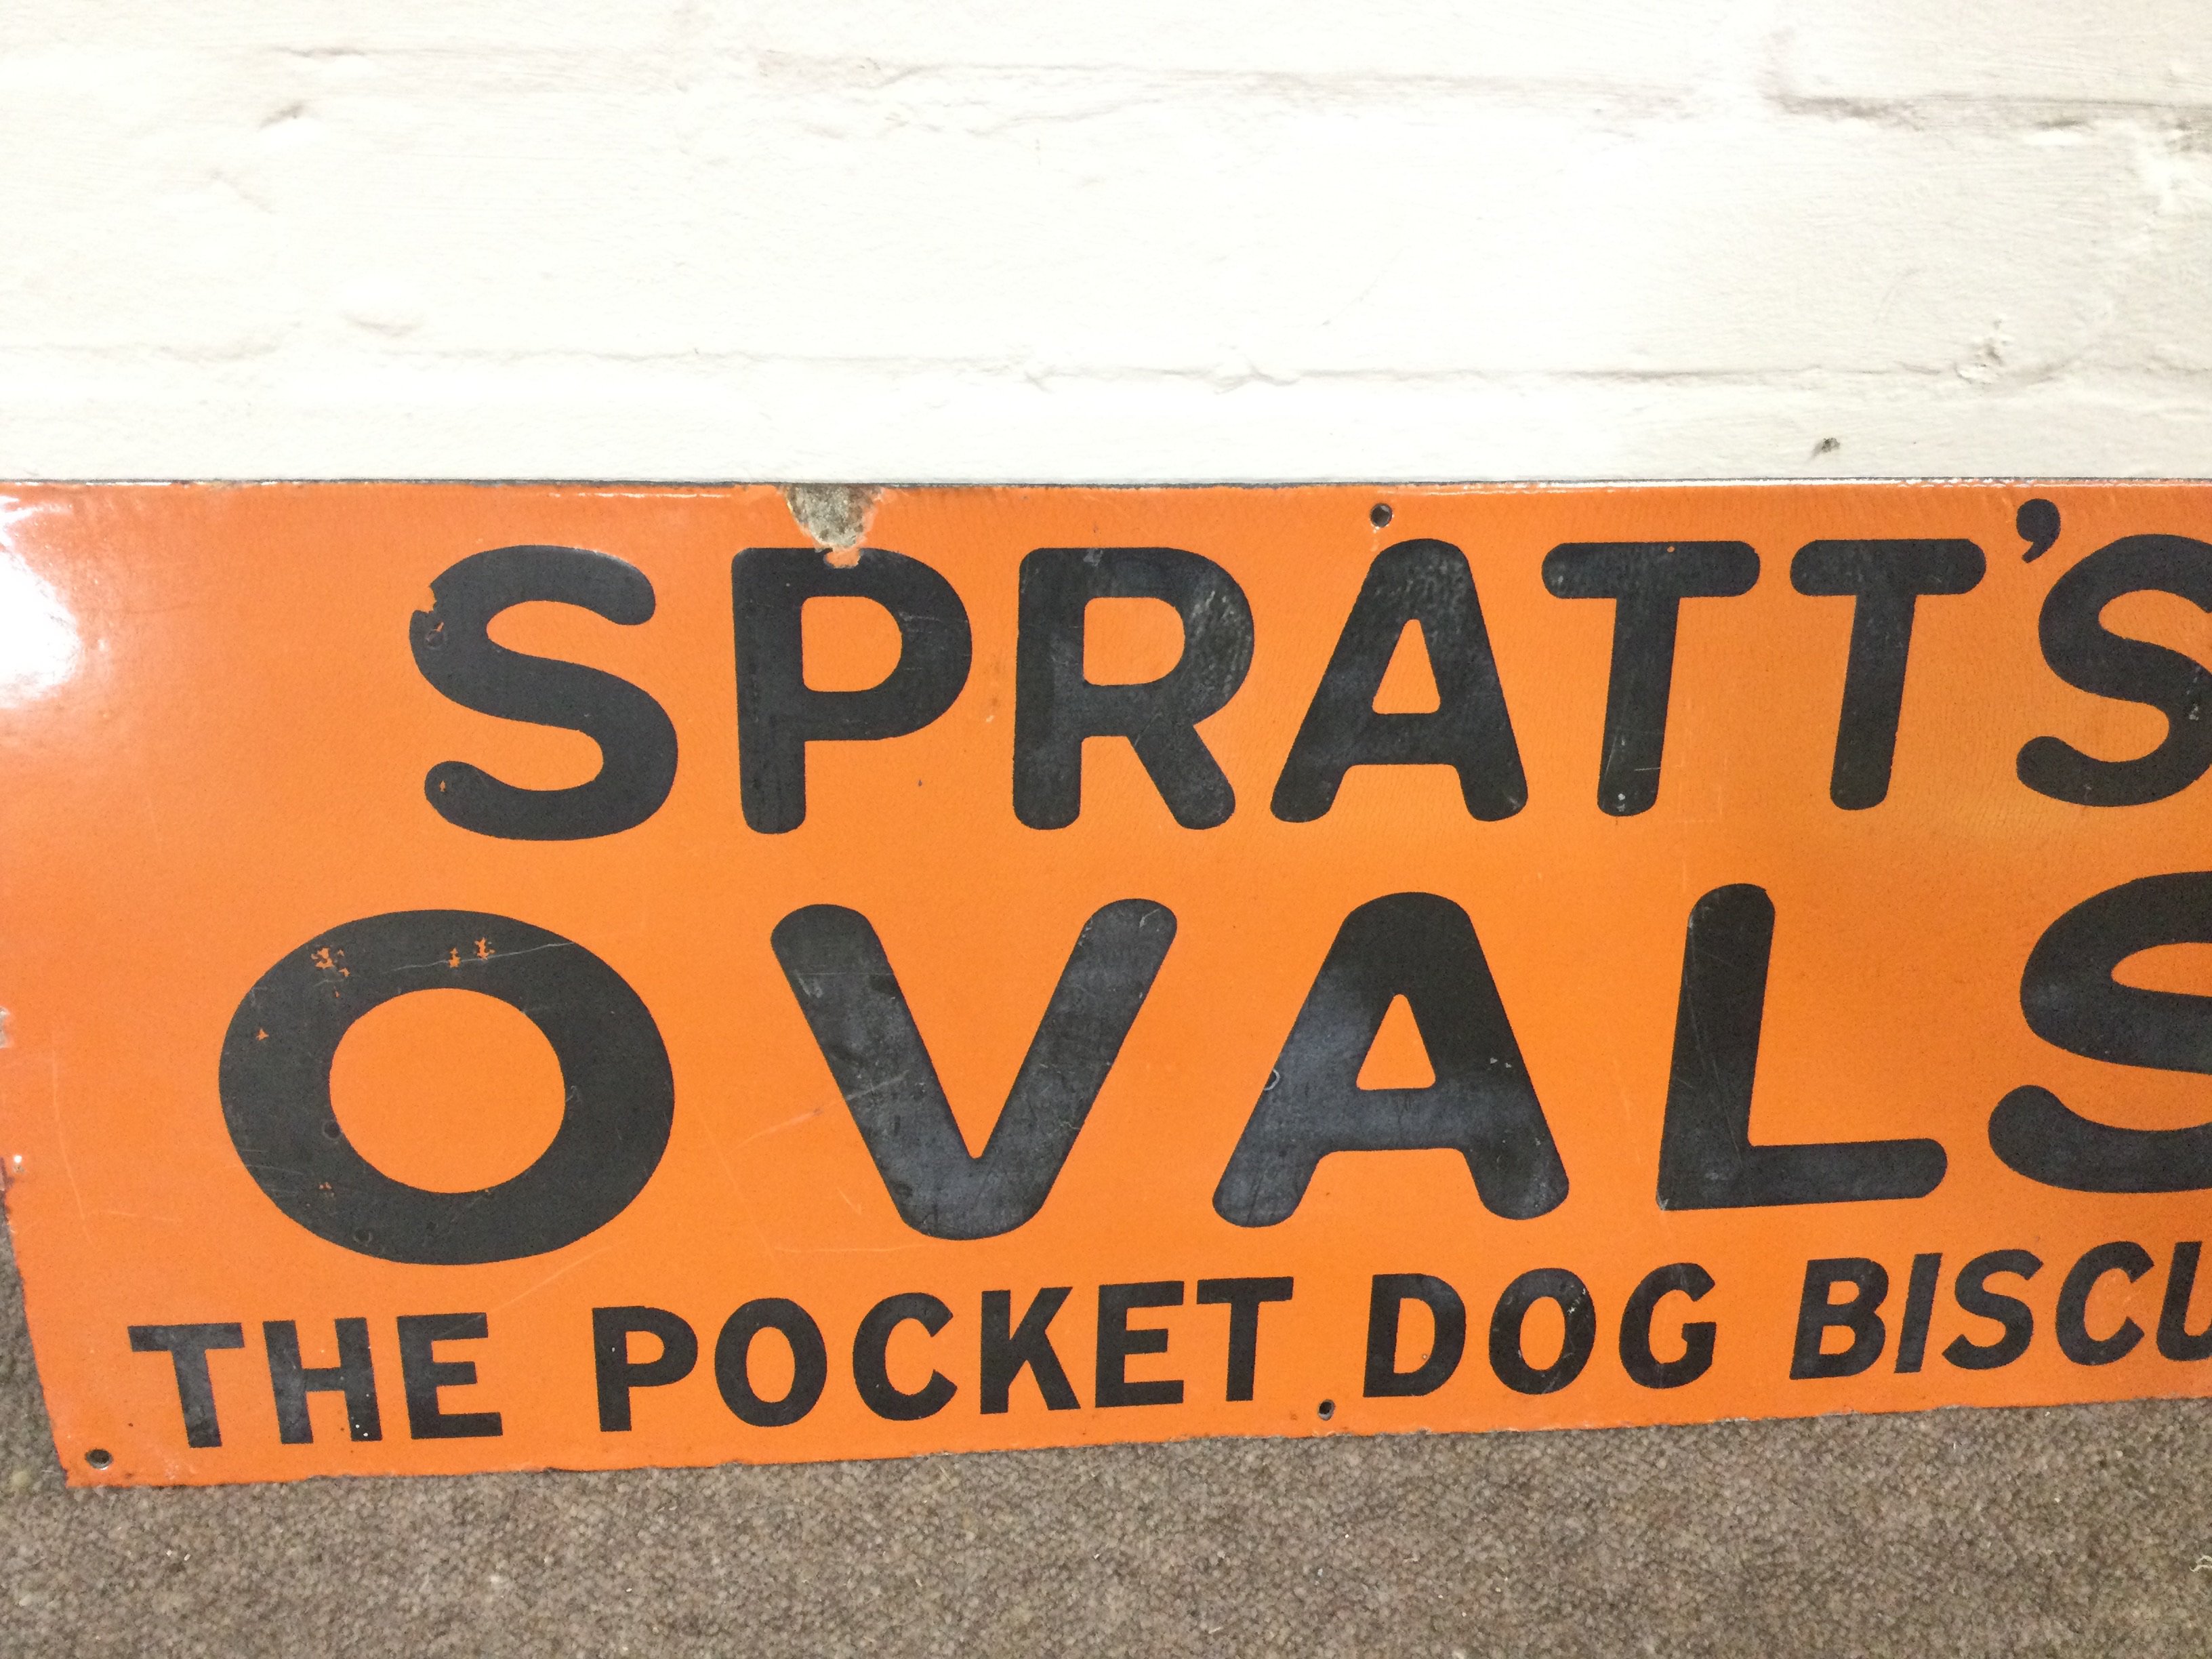 SPRATT'S
OVALS
THE POCKET DOG BISCU